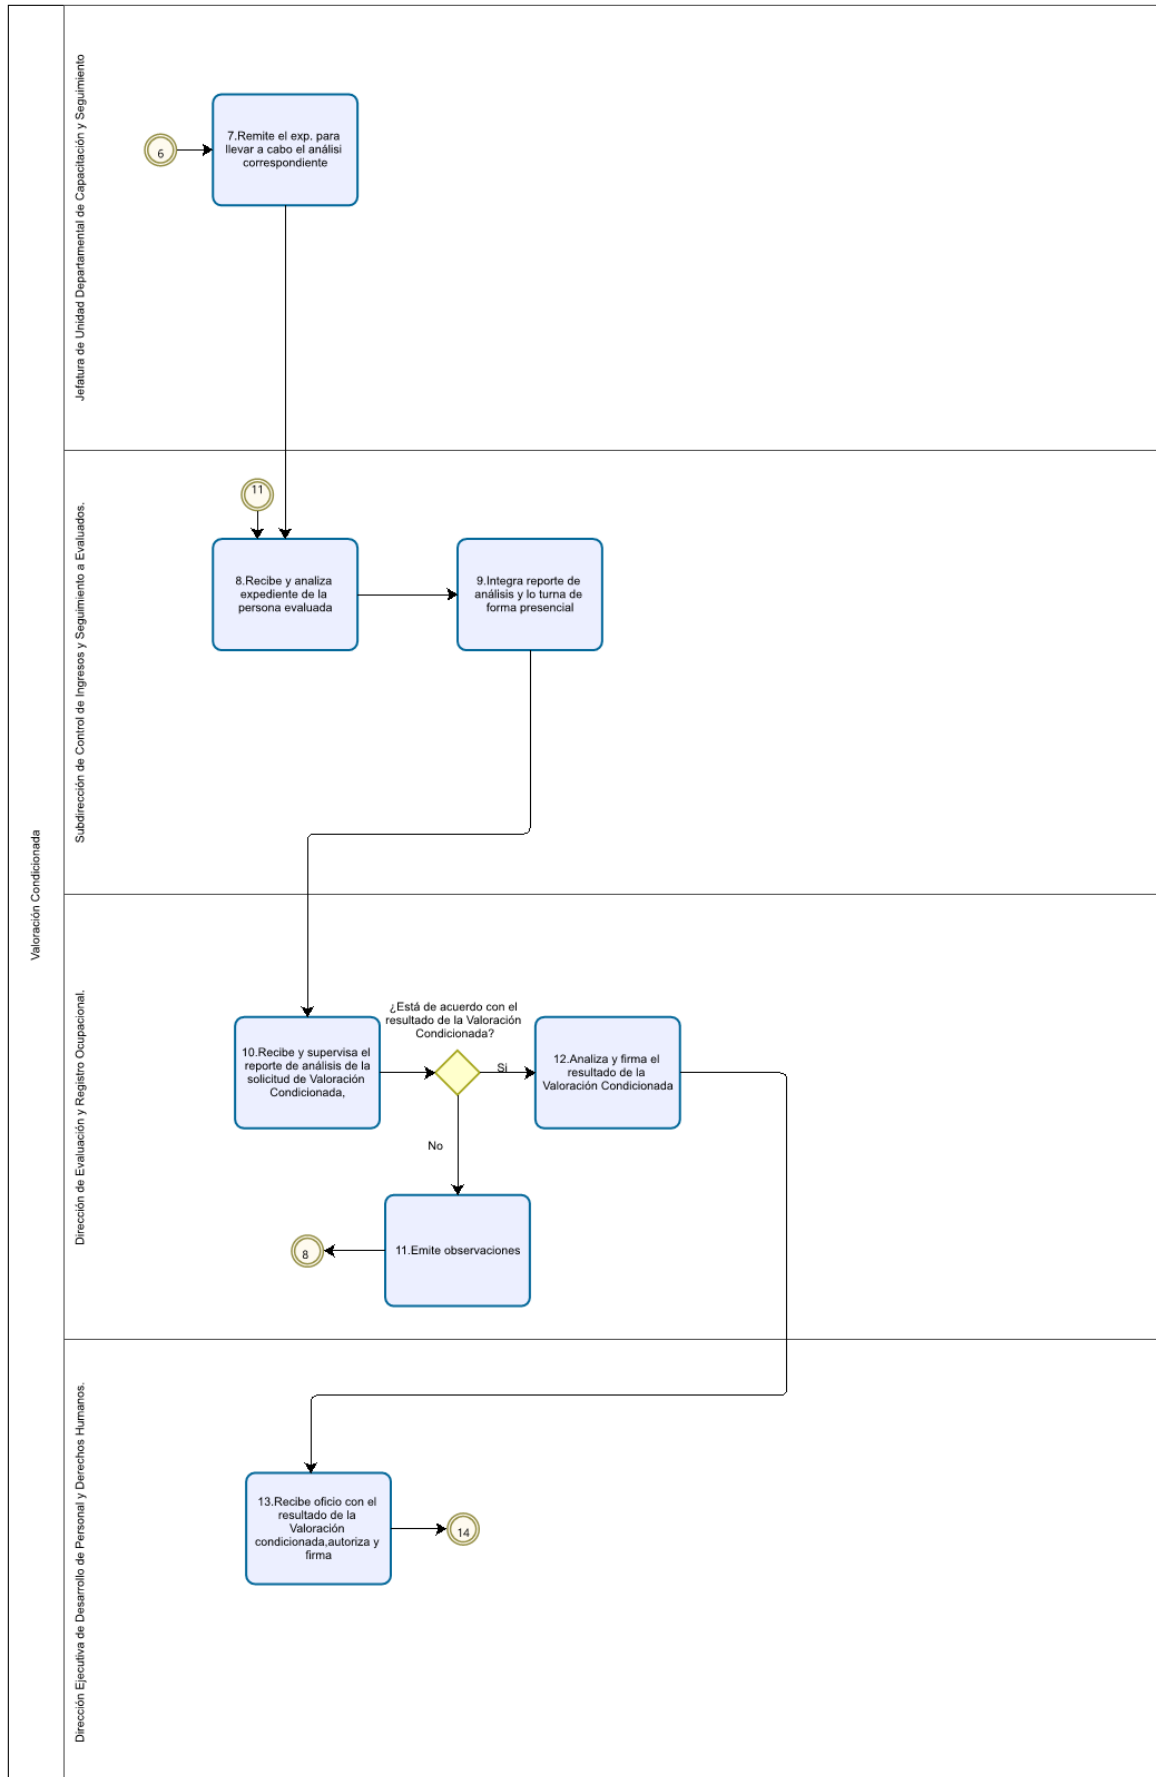 Valoración Condicionada
Jefatura de Unidad Departamental de Capacitación y Seguimiento
6
7.Remite el exp. para
llevar a cabo el análisi
correspondiente
Subdirección de Control de Ingresos y Seguimiento a Evaluados.
11
8.Recibe y analiza
expediente de la
persona evaluada
9.Integra reporte de
análisis y lo turna de
forma presencial
Dirección de Evaluación y Registro Ocupacional.
10.Recibe y supervisa el
reporte de análisis de la
solicitud de Valoración
Condicionada,
¿Está de acuerdo con el
resultado de la Valoración
Condicionada?
Si
12.Analiza y firma el
resultado de la
Valoración Condicionada
No
11.Emite observaciones
8
Dirección Ejecutiva de Desarrollo de Personal y Derechos Humanos.
13.Recibe oficio con el
resultado de la
Valoración
condicionada,autoriza y
firma
14